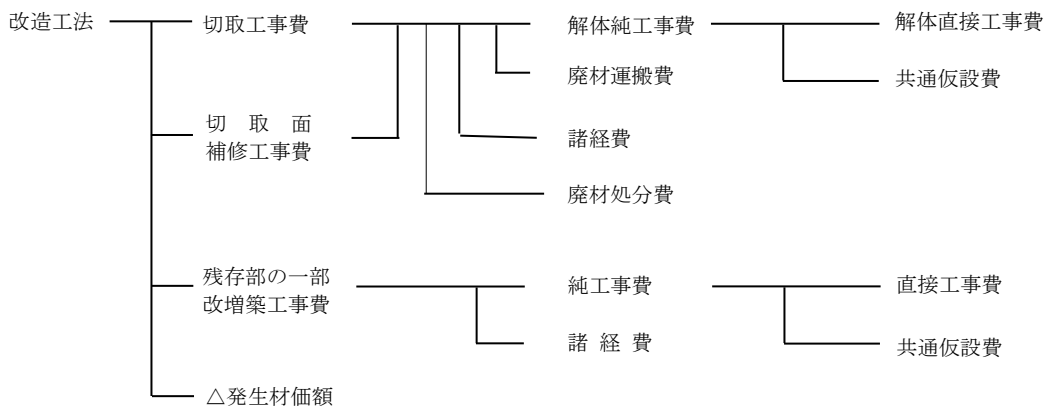 改造工法 切取工事費 解体純工事費 解体直接工事費
廃材運搬費 共通仮設費
切 取 面
補修工事費
諸経費
廃材処分費
残存部の一部
改増築工事費
純工事費 直接工事費
諸 経 費 共通仮設費
△発生材価額